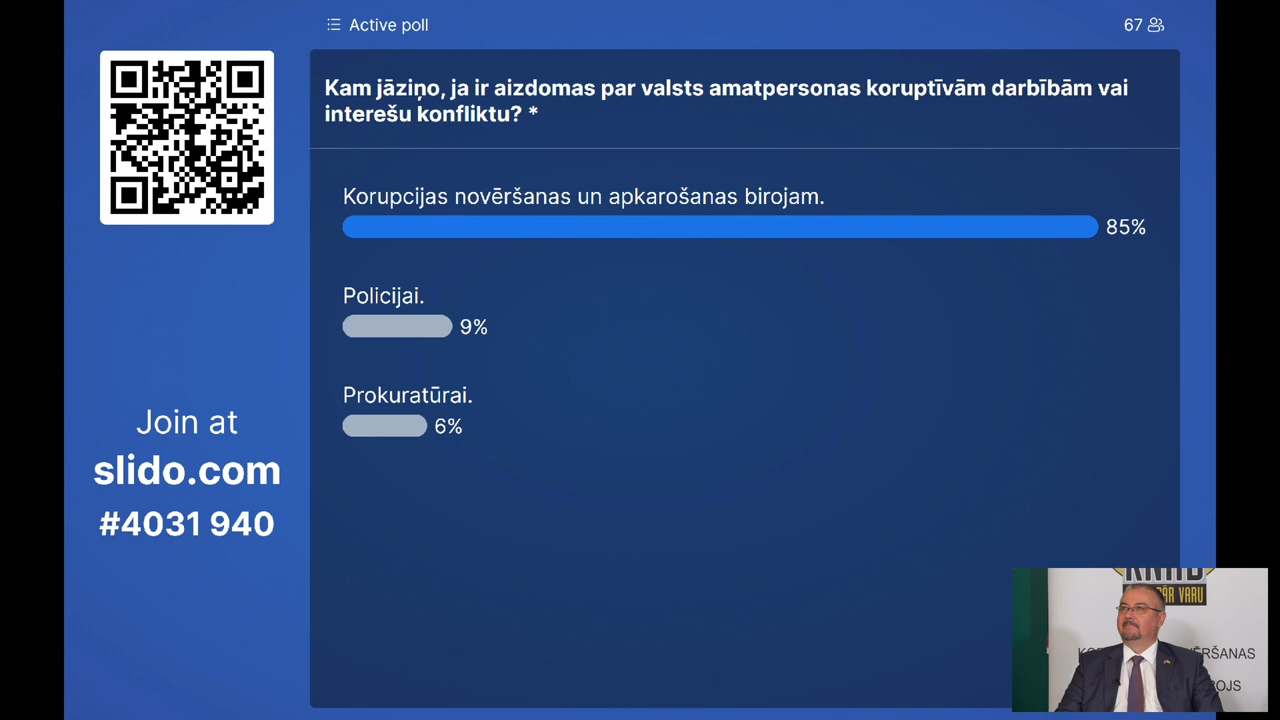 Active poll
67
Kam jāziņo, ja ir aizdomas par valsts amatpersonas koruptīvām darbībām vai
interešu konfliktu? *
Korupcijas novēršanas un apkarošanas birojam.
85%
Policijai.
9%
Prokuratūrai.
6%
Join at
slido.com
#4031 940
VARU